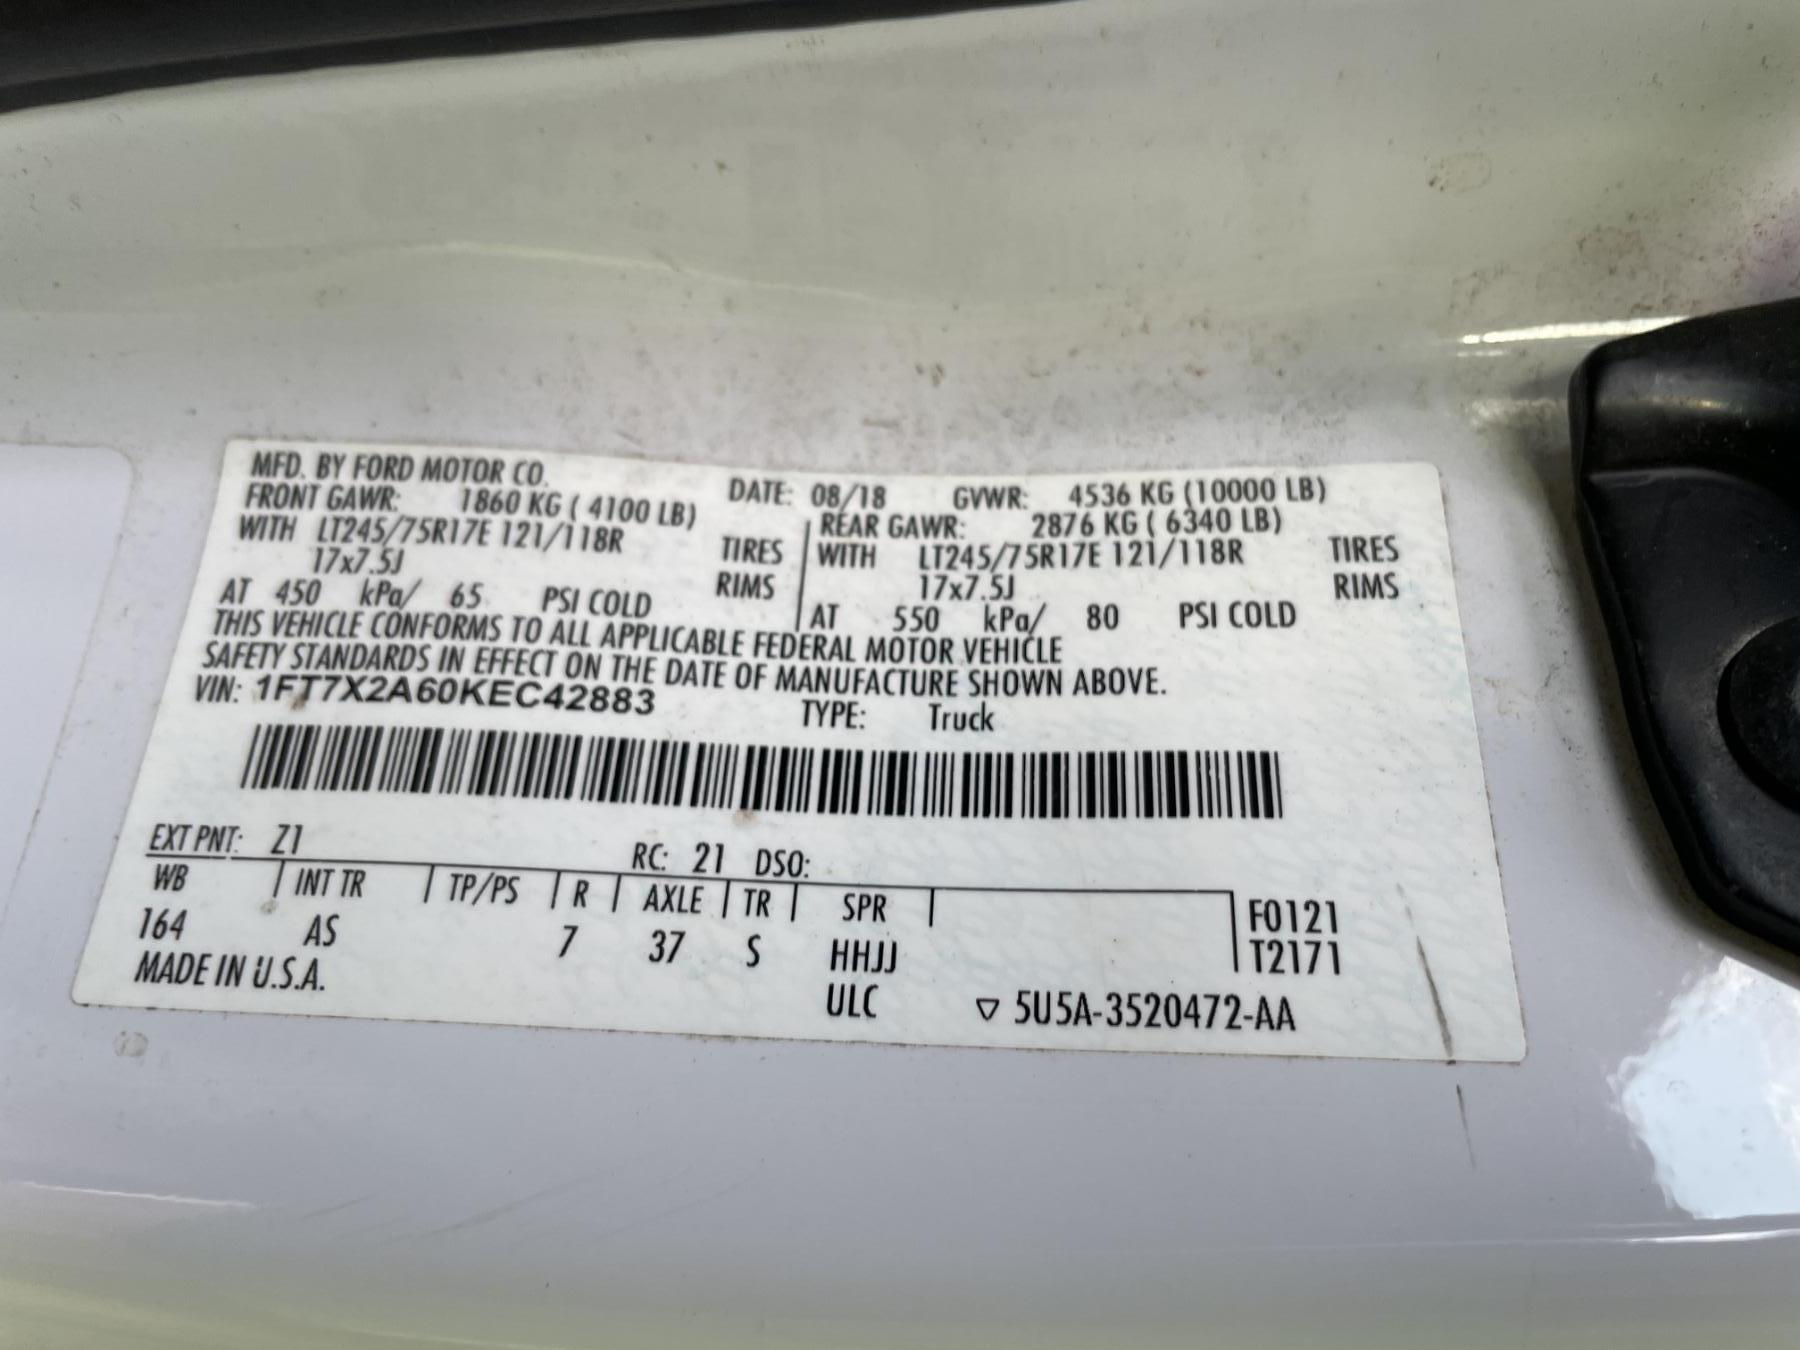 MFD. BY FORD MOTOR CO. DATE: 08/18 GVWR: 4536 KG (10000 LB)
FRONT GAWR: 1860 KG ( 4100 LB) REAR GAWR: 2876 KG ( 6340 LB)
WITH LT245/75R17E 121/118R TIRES WITH LT245/75R17E 121/118R TIRES
17x7.5J RIMS 17x7.5J RIMS
AT 450 kPa/ 65 PSI COLD AT 550 kPa/ 80 PSI COLD
THIS VEHICLE CONFORMS TO ALL APPLICABLE FEDERAL MOTOR VEHICLE
SAFETY STANDARDS IN EFFECT ON THE DATE OF MANUFACTURE SHOWN ABOVE.
VIN: 1FT7X2A60KEC42883 TYPE: Truck
EXT PNT: Z1 RC: 21 DSO:
WB INT TR TP/PS R AXLE TR SPR F0121
164 AS 7 37 S HHJJ T2171
MADE IN U.S.A. ULC ▽ 5U5A-3520472-AA